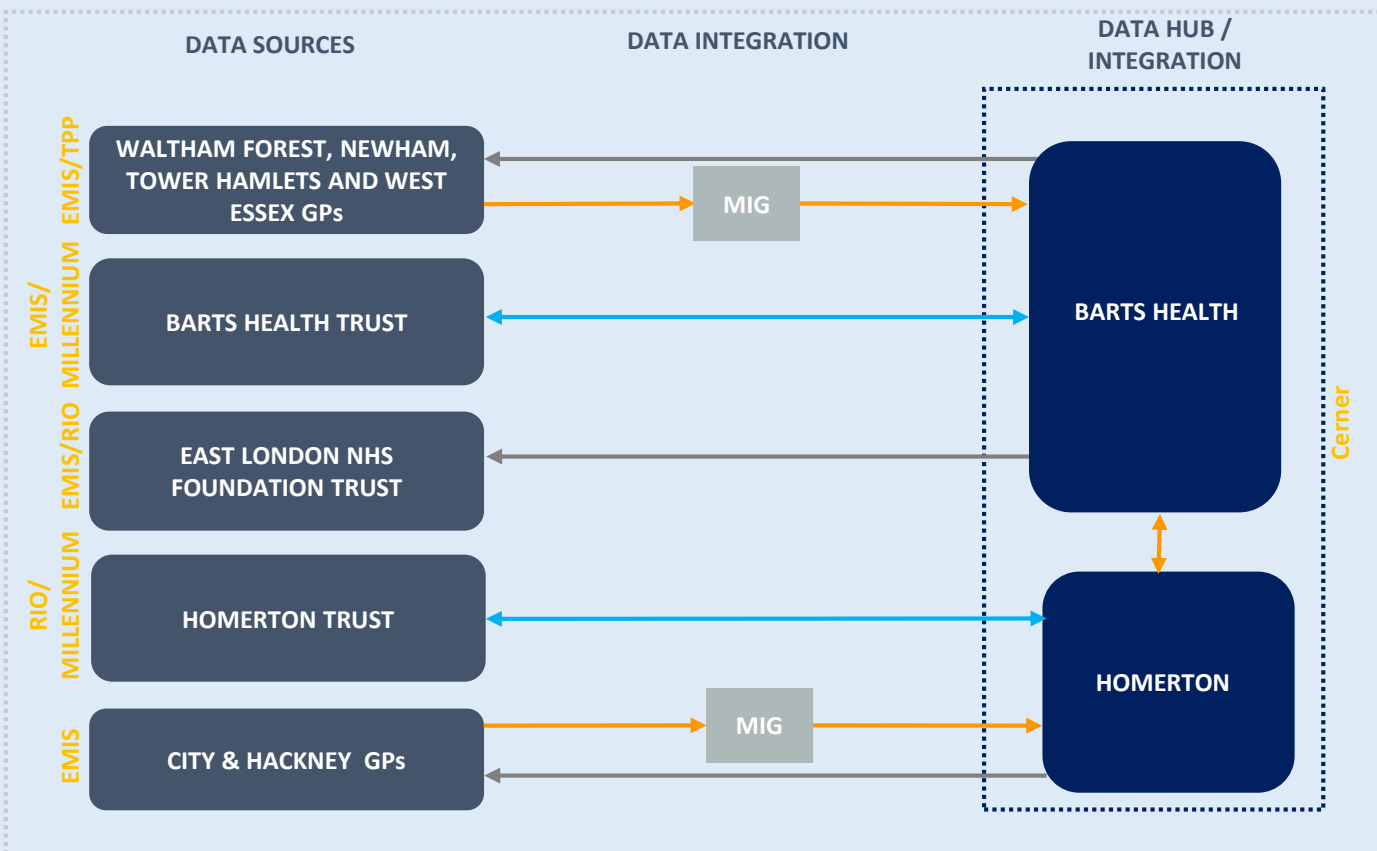 DATA SOURCES
DATA INTEGRATION
DATA HUB /
INTEGRATION
EMIS/TPP
WALTHAM FOREST, NEWHAM,
TOWER HAMLETS AND WEST
ESSEX GPs
MIG
EMIS/
MILLENNIUM
BARTS HEALTH TRUST
BARTS HEALTH
EMIS/RIO
EAST LONDON NHS
FOUNDATION TRUST
Cerner
RIO/
MILLENNIUM
HOMERTON TRUST
HOMERTON
EMIS
CITY & HACKNEY GPs
MIG